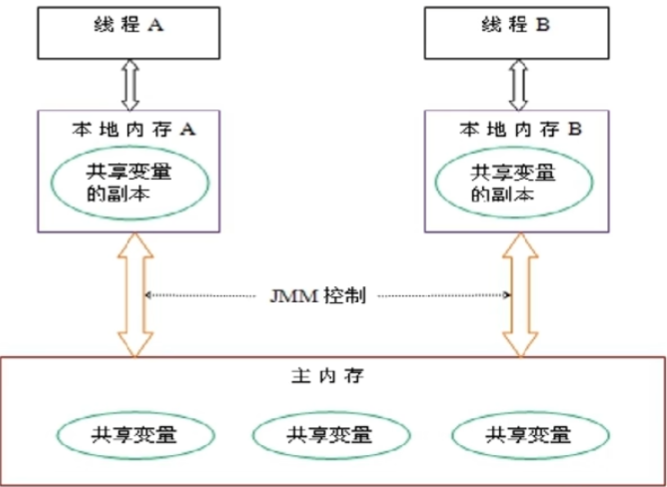 线程 A
线程 B
本地内存 A
本地内存 B
共享变量
的副本
共享变量
的副本
JMM 控制
主内存
共享变量
共享变量
共享变量